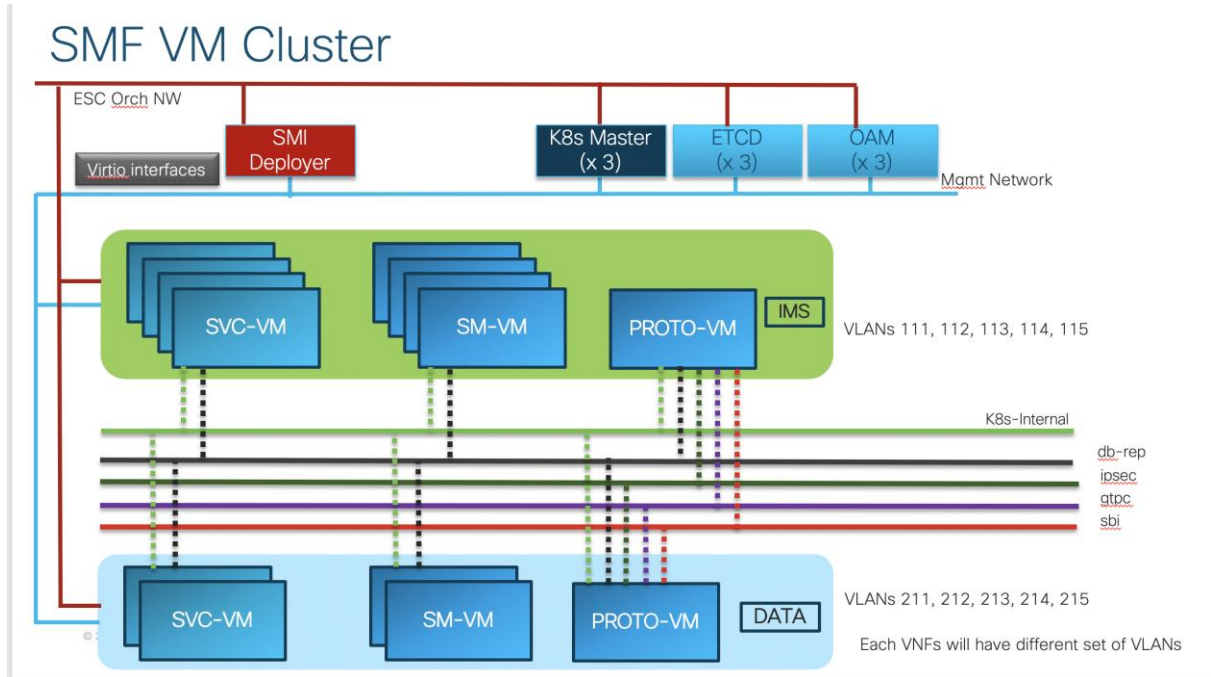 SMF VM Cluster
ESC Orch NW
SMI
Deployer
K8s Master
(x 3)
ETCD
(x 3)
OAM
(x 3)
Virtio interfaces
Mgmt Network
SVC-VM
SM-VM
PROTO-VM
IMS
VLANs 111, 112, 113, 114, 115
K8s-Internal
db-rep
ipsec
gtpc
sbi
SVC-VM
SM-VM
PROTO-VM
DATA
VLANs 211, 212, 213, 214, 215
Each VNFs will have different set of VLANs
©